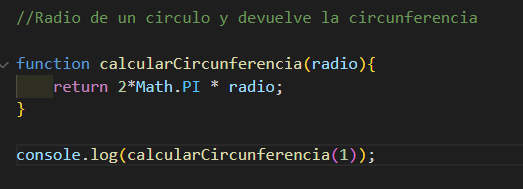 //Radio de un circulo y devuelve la circunferencia
function calcularCircunferencia(radio){
return 2*Math.PI * radio;
}
console.log(calcularCircunferencia(1));